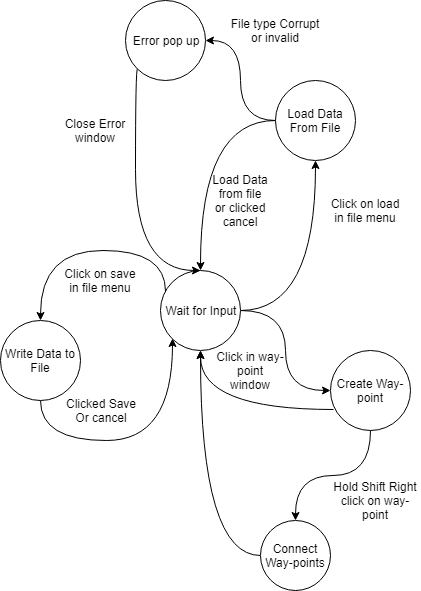 File type Corrupt
or invalid
Error pop up
Load Data
From File
Close Error
window
Load Data
from file
or clicked
cancel
Click on load
in file menu
Click on save
in file menu
Wait for Input
Write Data to
File
Click in way-
point
window
Create Way-
point
Clicked Save
Or cancel
Hold Shift Right
click on way-
point
Connect
Way-points